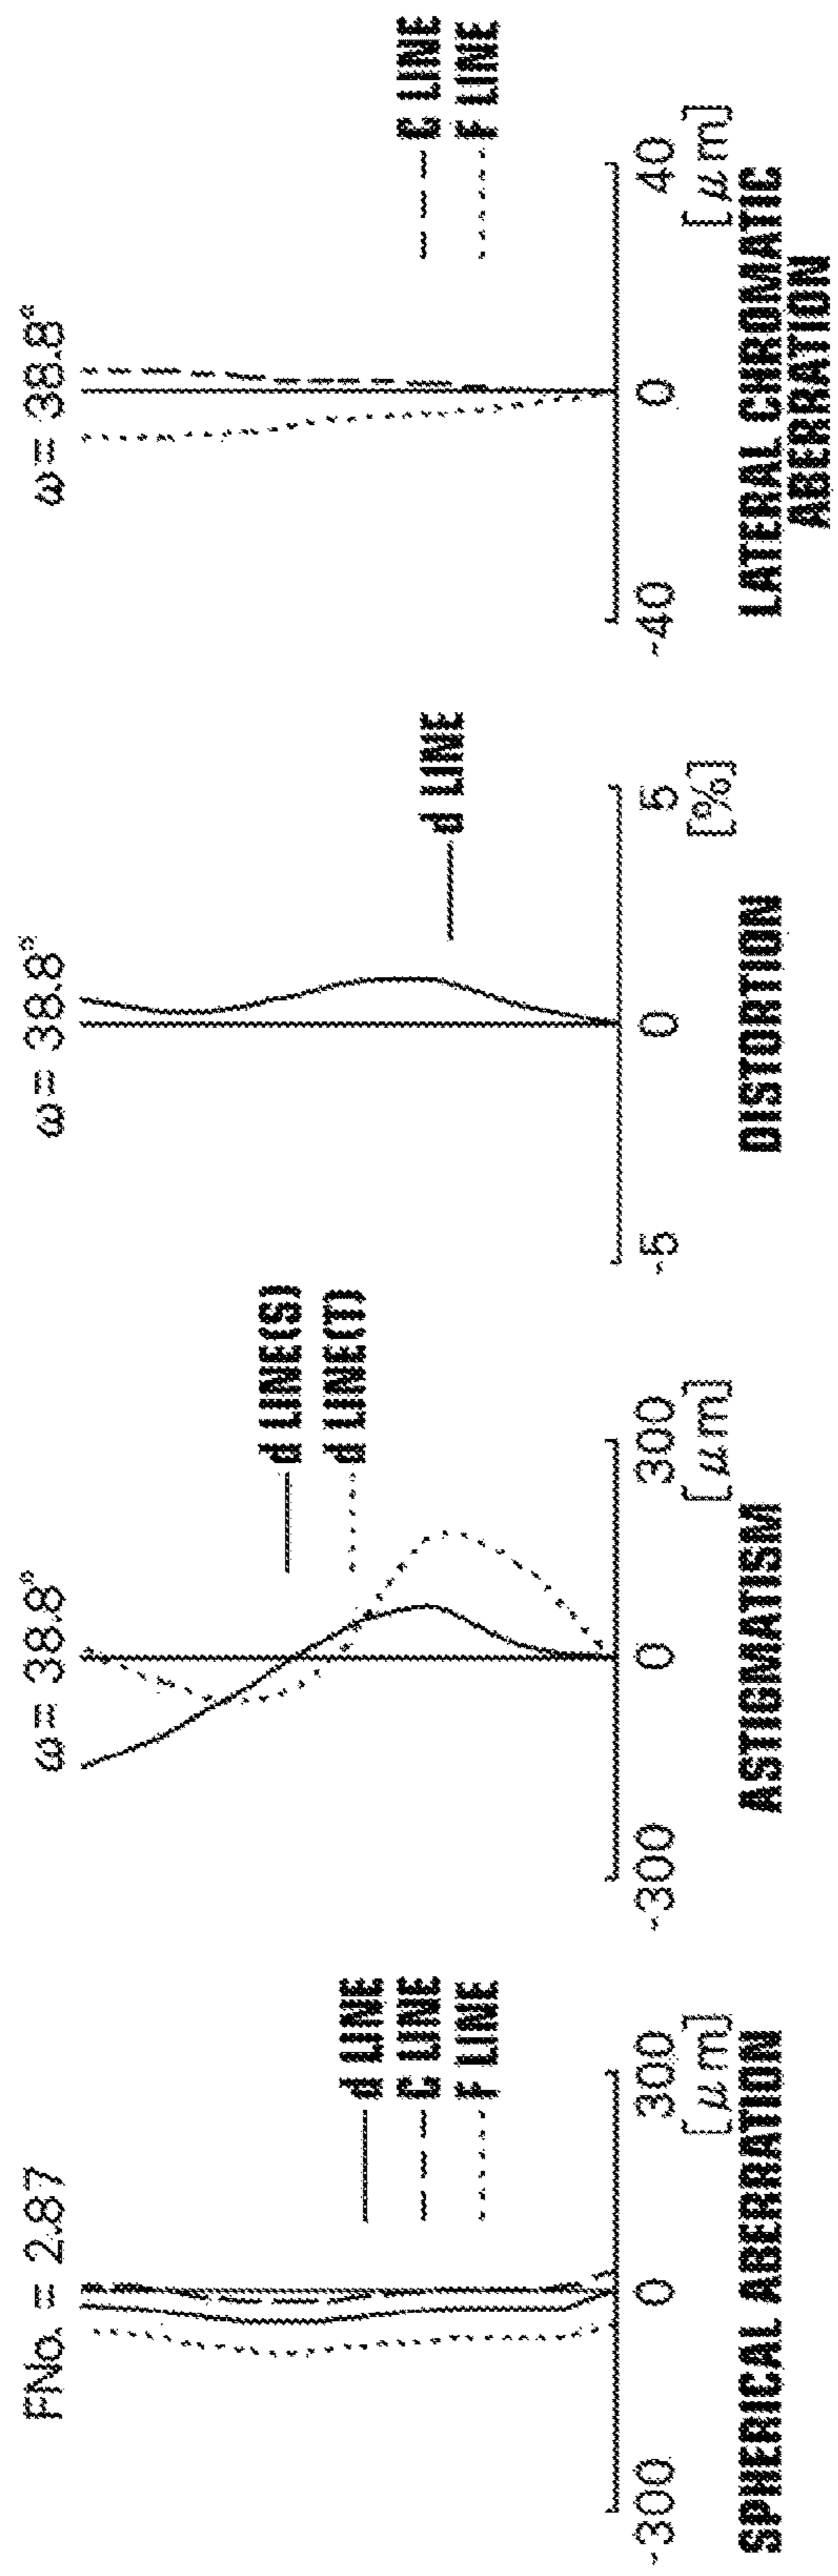 FNo. = 2.87
d LINE
C LINE
F LINE
-300
0
300
[μm]
SPHERICAL ABERRATION
ω= 38.8°
d LINE(S)
d LINE(T)
-300
0
300
[μm]
ASTIGMATISM
ω= 38.8°
d LINE
-5
0
5
[%]
DISTORTION
ω= 38.8°
C LINE
F LINE
-40
0
40
[μm]
LATERAL CHROMATIC
ABERRATION